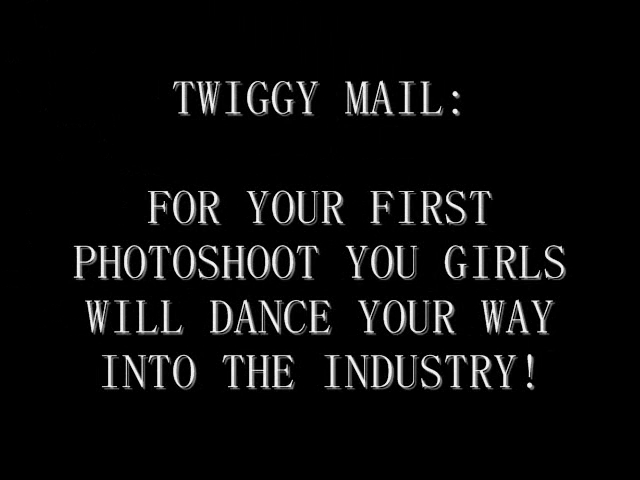 TWIGGY MAIL:
FOR YOUR FIRST
PHOTOSHOOT YOU GIRLS
WILL DANCE YOUR WAY
INTO THE INDUSTRY!